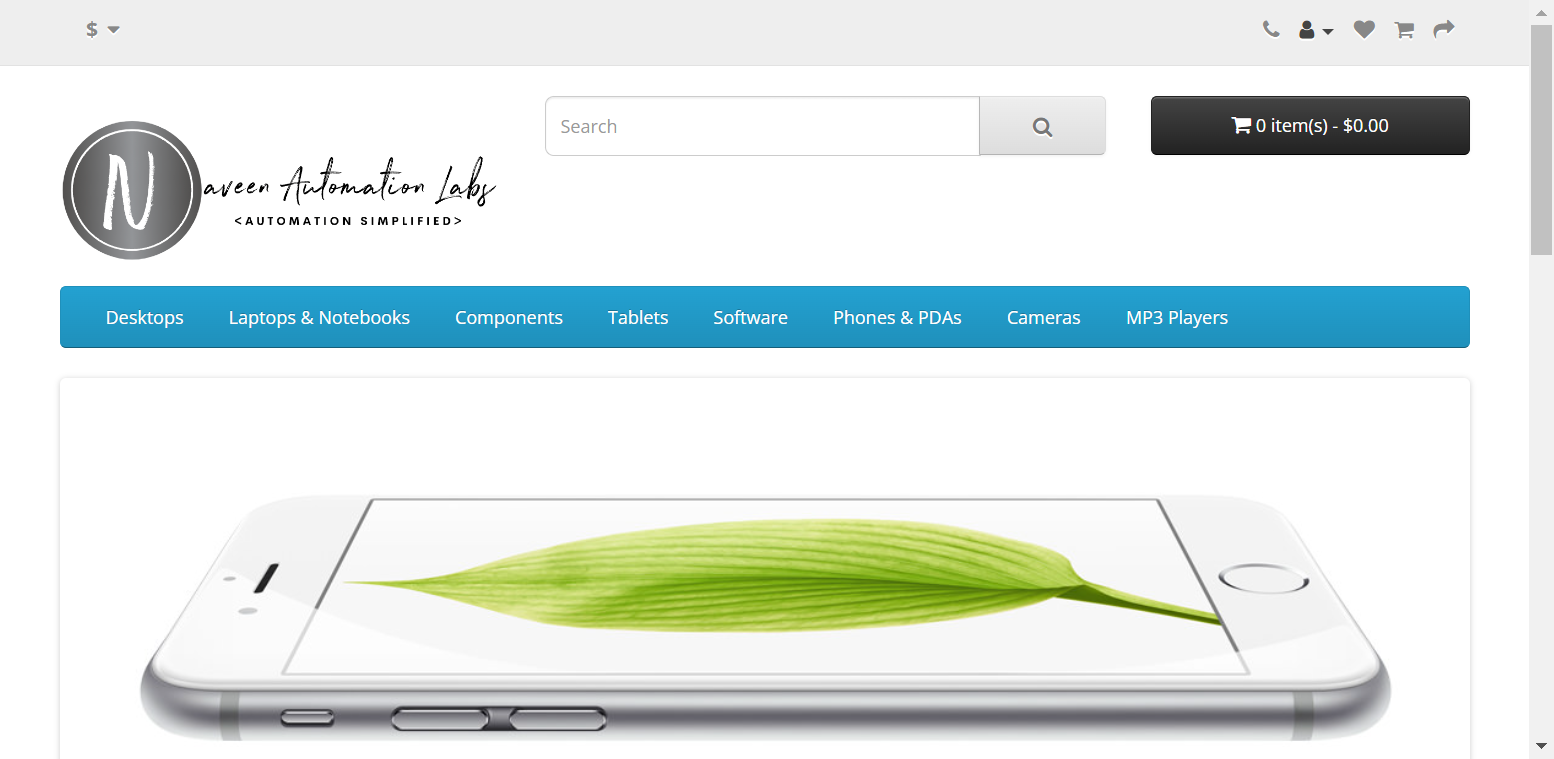 $
Search
0 item(s) - $0.00
N aveen Automation Labs
<AUTOMATION SIMPLIFIED>
Desktops Laptops & Notebooks Components Tablets Software Phones & PDAs Cameras MP3 Players